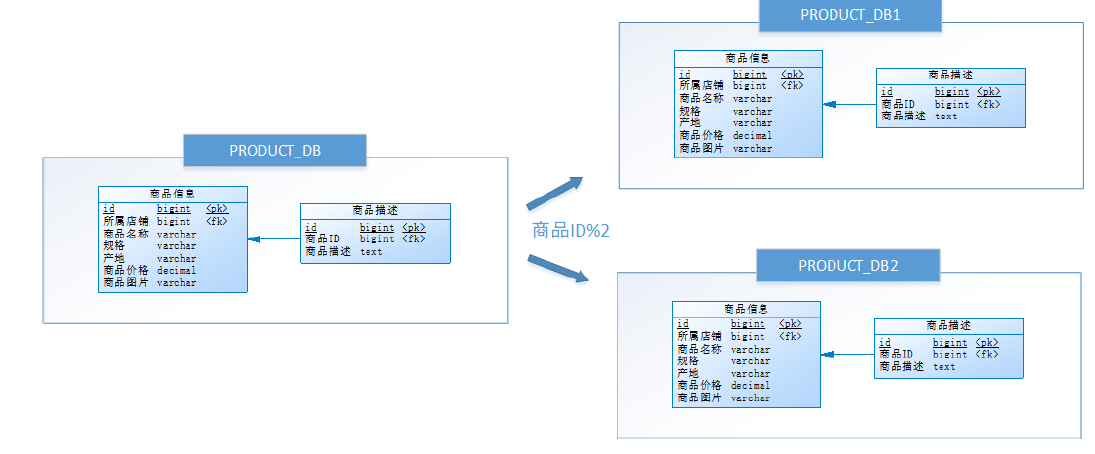 PRODUCT_DB
商品信息
id bigint <pk>
所属店铺 bigint <fk>
商品名称 varchar
规格 varchar
产地 varchar
商品价格 decimal
商品图片 varchar
商品描述
id bigint <pk>
商品ID bigint <fk>
商品描述 text
商品ID%2
PRODUCT_DB1
商品信息
id bigint <pk>
所属店铺 bigint <fk>
商品名称 varchar
规格 varchar
产地 varchar
商品价格 decimal
商品图片 varchar
商品描述
id bigint <pk>
商品ID bigint <fk>
商品描述 text
PRODUCT_DB2
商品信息
id bigint <pk>
所属店铺 bigint <fk>
商品名称 varchar
规格 varchar
产地 varchar
商品价格 decimal
商品图片 varchar
商品描述
id bigint <pk>
商品ID bigint <fk>
商品描述 text